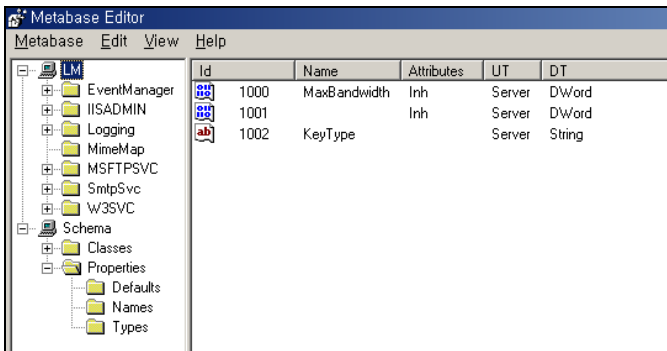 Metabase Editor
Metabase Edit View Help
LM
EventManager
IISADMIN
Logging
MimeMap
MSFTPSVC
SmtpSvc
W3SVC
Schema
Classes
Properties
Defaults
Names
Types
Id Name Attributes UT DT
1000 MaxBandwidth Inh Server DWord
1001 Inh Server DWord
1002 KeyType Server String